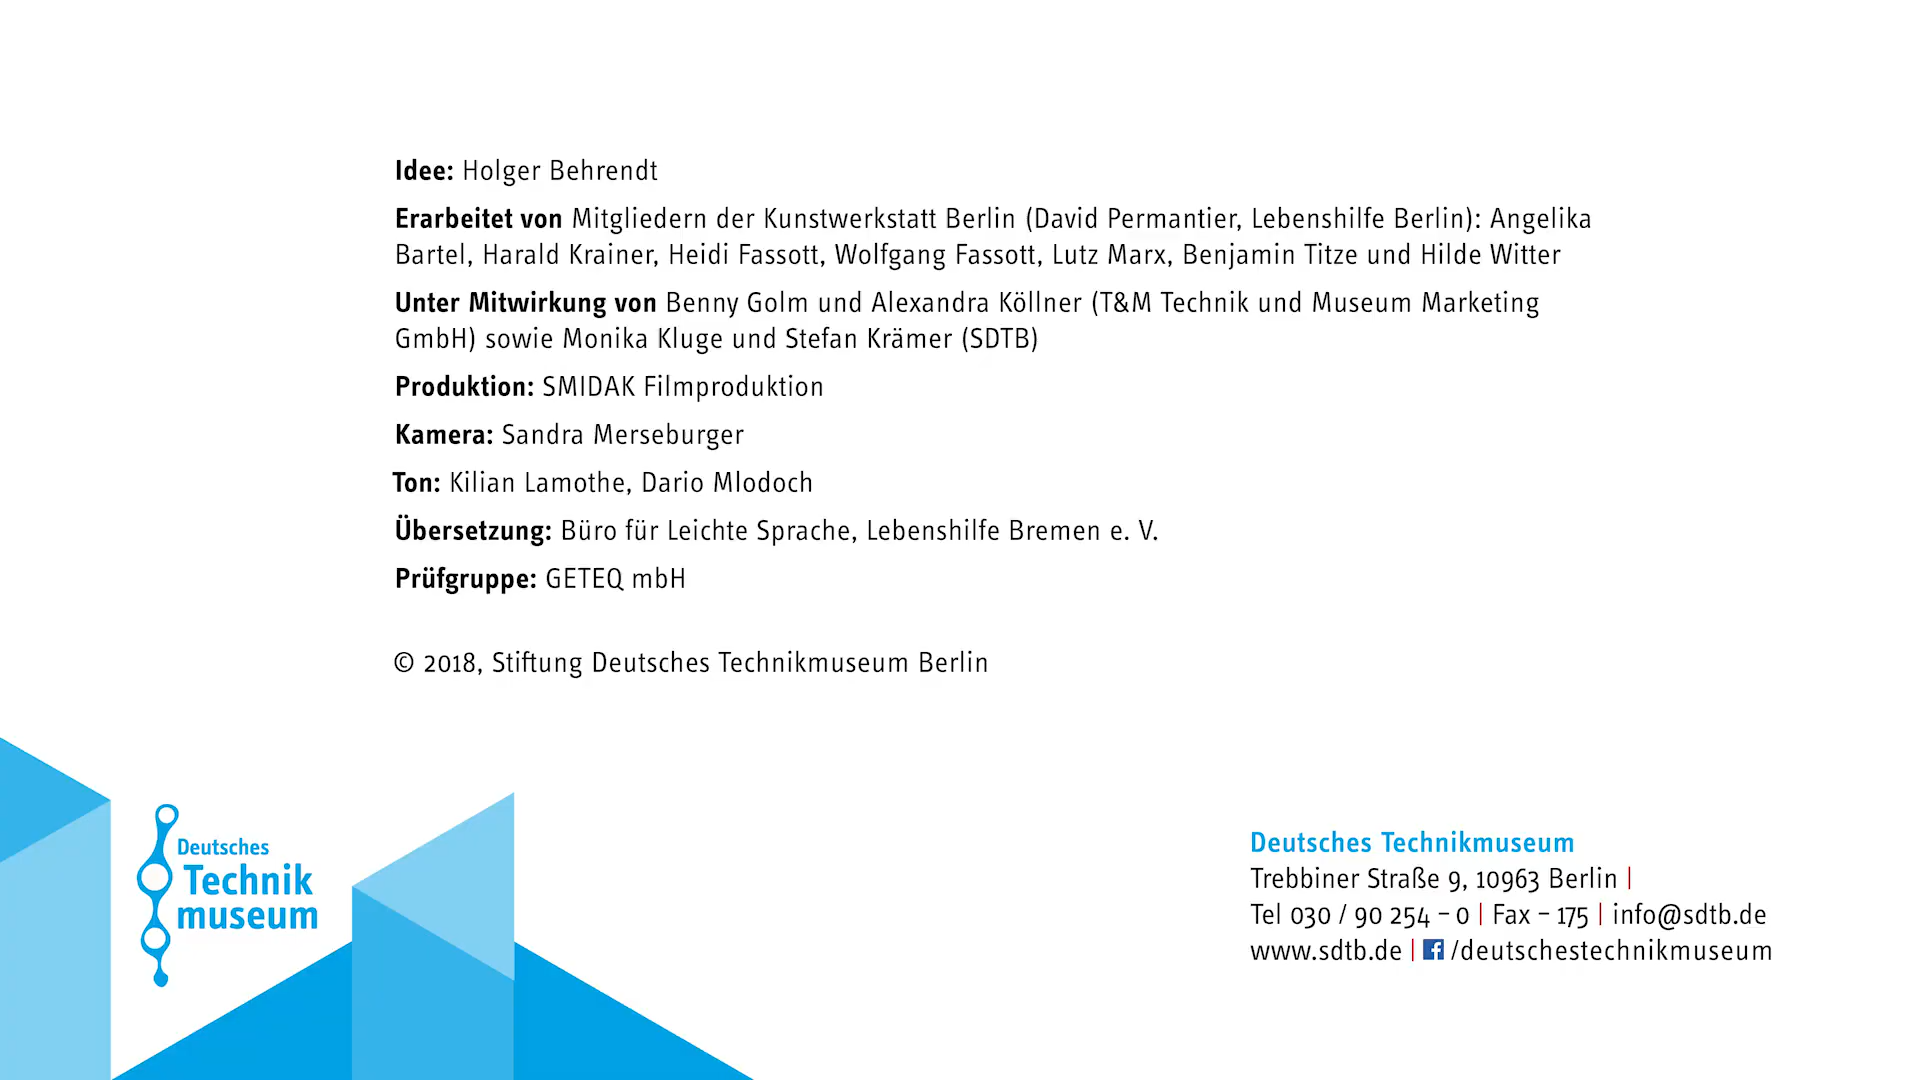 Idee: Holger Behrendt
Erarbeitet von Mitgliedern der Kunstwerkstatt Berlin (David Permantier, Lebenshilfe Berlin): Angelika
Bartel, Harald Krainer, Heidi Fassott, Wolfgang Fassott, Lutz Marx, Benjamin Titze und Hilde Witter
Unter Mitwirkung von Benny Golm und Alexandra Köllner (T&M Technik und Museum Marketing
GmbH) sowie Monika Kluge und Stefan Krämer (SDTB)
Produktion: SMIDAK Filmproduktion
Kamera: Sandra Merseburger
Ton: Kilian Lamothe, Dario Mlodoch
Übersetzung: Büro für Leichte Sprache, Lebenshilfe Bremen e. V.
Prüfgruppe: GETEQ mbH
© 2018, Stiftung Deutsches Technikmuseum Berlin
Deutsches
Technik
museum
Deutsches Technikmuseum
Trebbiner Straße 9, 10963 Berlin |
Tel 030 / 90 254 – 0 | Fax – 175 | info@sdtb.de
www.sdtb.de | f /deutschestechnikmuseum